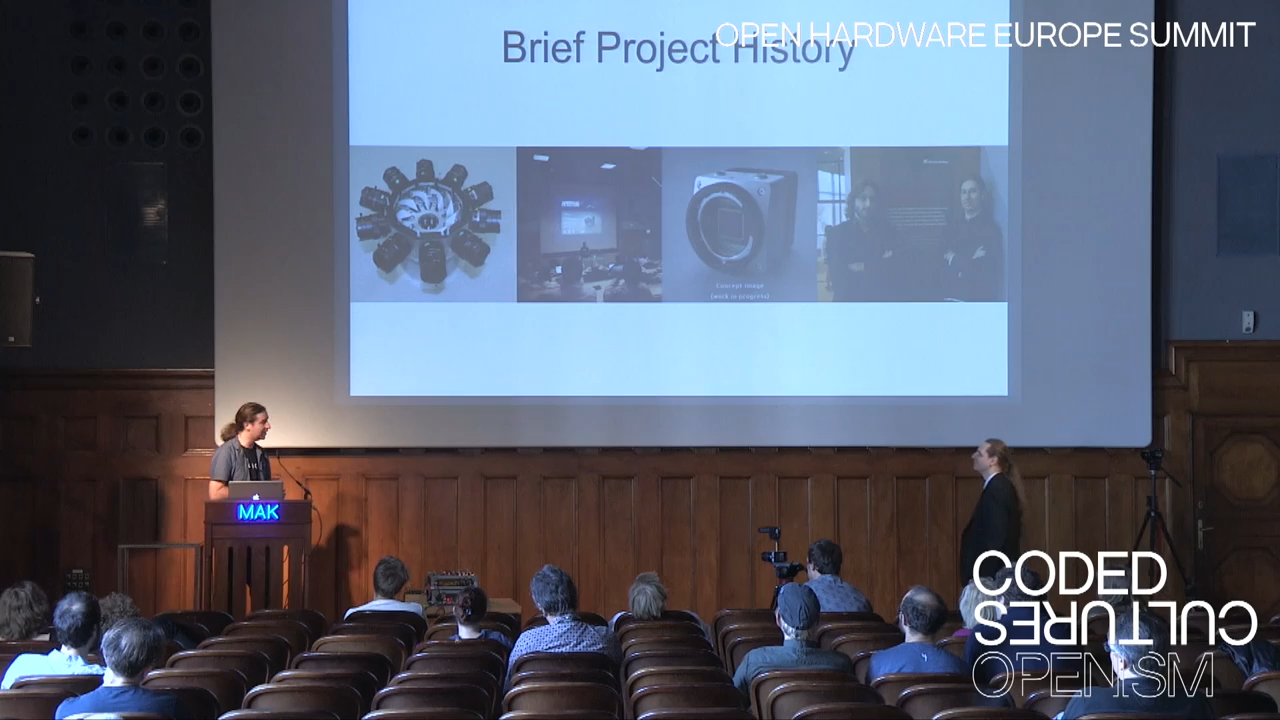 OPEN HARDWARE EUROPE SUMMIT
Brief Project History
Concept image
(work in progress)
MAK
CODED
CULTURES
OPENISM